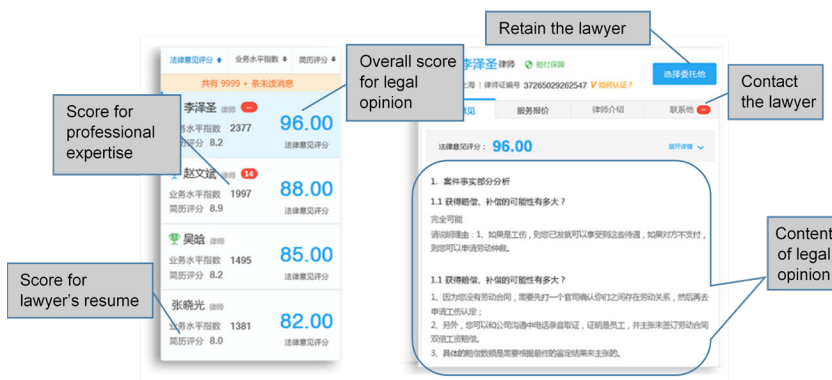 Retain the lawyer
Overall score
for legal
opinion
Contact
the lawyer
Score for
professional
expertise
Content
of legal
opinion
Score for
lawyer's resume
法律意见评分
业务水平指数
简历评分
共有 9999 + 条未读消息
李泽圣 律师
业务水平指数 2377
评分 8.2
96.00
法律意见评分
赵文斌 律师 14
业务水平指数 1997
简历评分 8.9
88.00
法律意见评分
吴晗 律师
业务水平指数 1495
简历评分 8.2
85.00
法律意见评分
张晓光 律师
业务水平指数 1381
简历评分 8.0
82.00
法律意见评分
李泽圣 律师 赔付保障
上海 | 律师证编号 37265029262547 V 如何认证?
选择委托他
见 服务报价 律师介绍 联系他
法律意见评分: 96.00 展开详情
1. 案件事实部分分析
1.1 获得赔偿、补偿的可能性有多大?
完全可能
请说明理由:1、如果是工伤,则您已发就可以享受到这些待遇,如果对方不支付,
则您可以申请劳动仲裁。
1.1 获得赔偿、补偿的可能性有多大?
1、因为您没有劳动合同,需要先打一个官司确认你们之间存在劳动关系,然后再去
申请工伤认定;
2、另外,您可以和公司沟通中电话录音取证,证明是员工,并主张未签订劳动合同
双倍工资赔偿。
3、具体的赔偿数额是需要根据最终的鉴定结果来主张的。